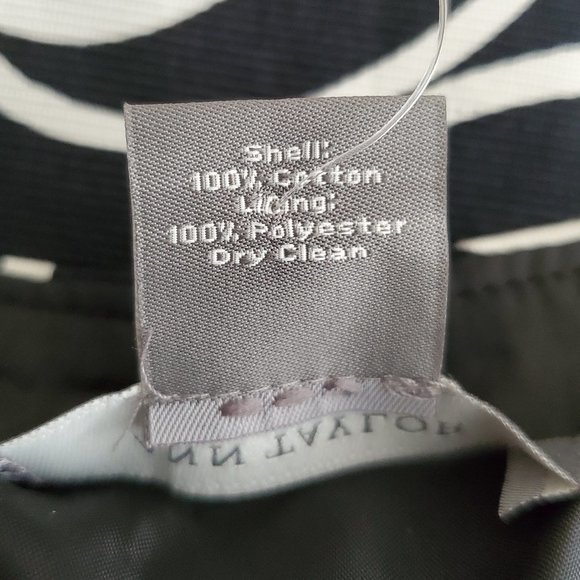 Shell:
100% Cotton
Lining:
100% Polyester
Dry Clean
ANN TAYLOR